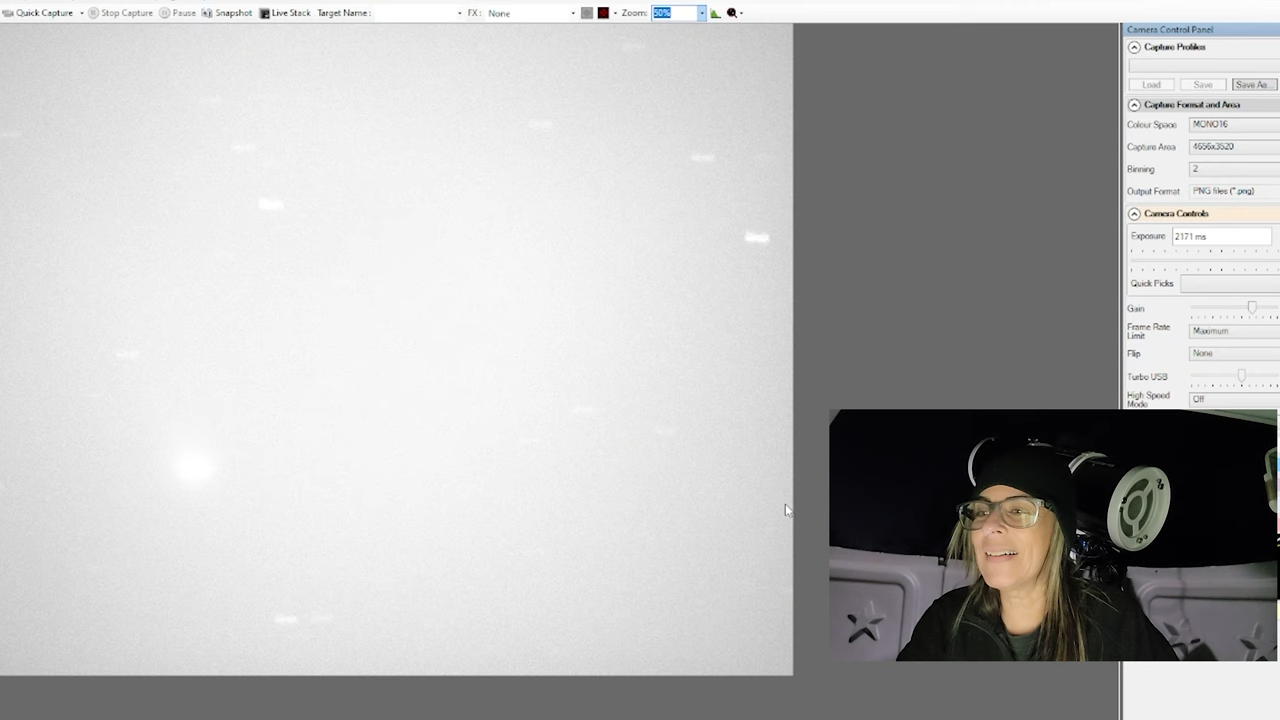 Quick Capture Stop Capture Pause Snapshot Live Stack Target Name: FX: None Zoom: 50%
Camera Control Panel
Capture Profiles
Load Save Save As...
Capture Format and Area
Colour Space MONO16
Capture Area 4656x3520
Binning 2
Output Format PNG files (*.png)
Camera Controls
Exposure 2171 ms
Quick Picks
Gain
Frame Rate Limit Maximum
Flip None
Turbo USB
High Speed Mode Off